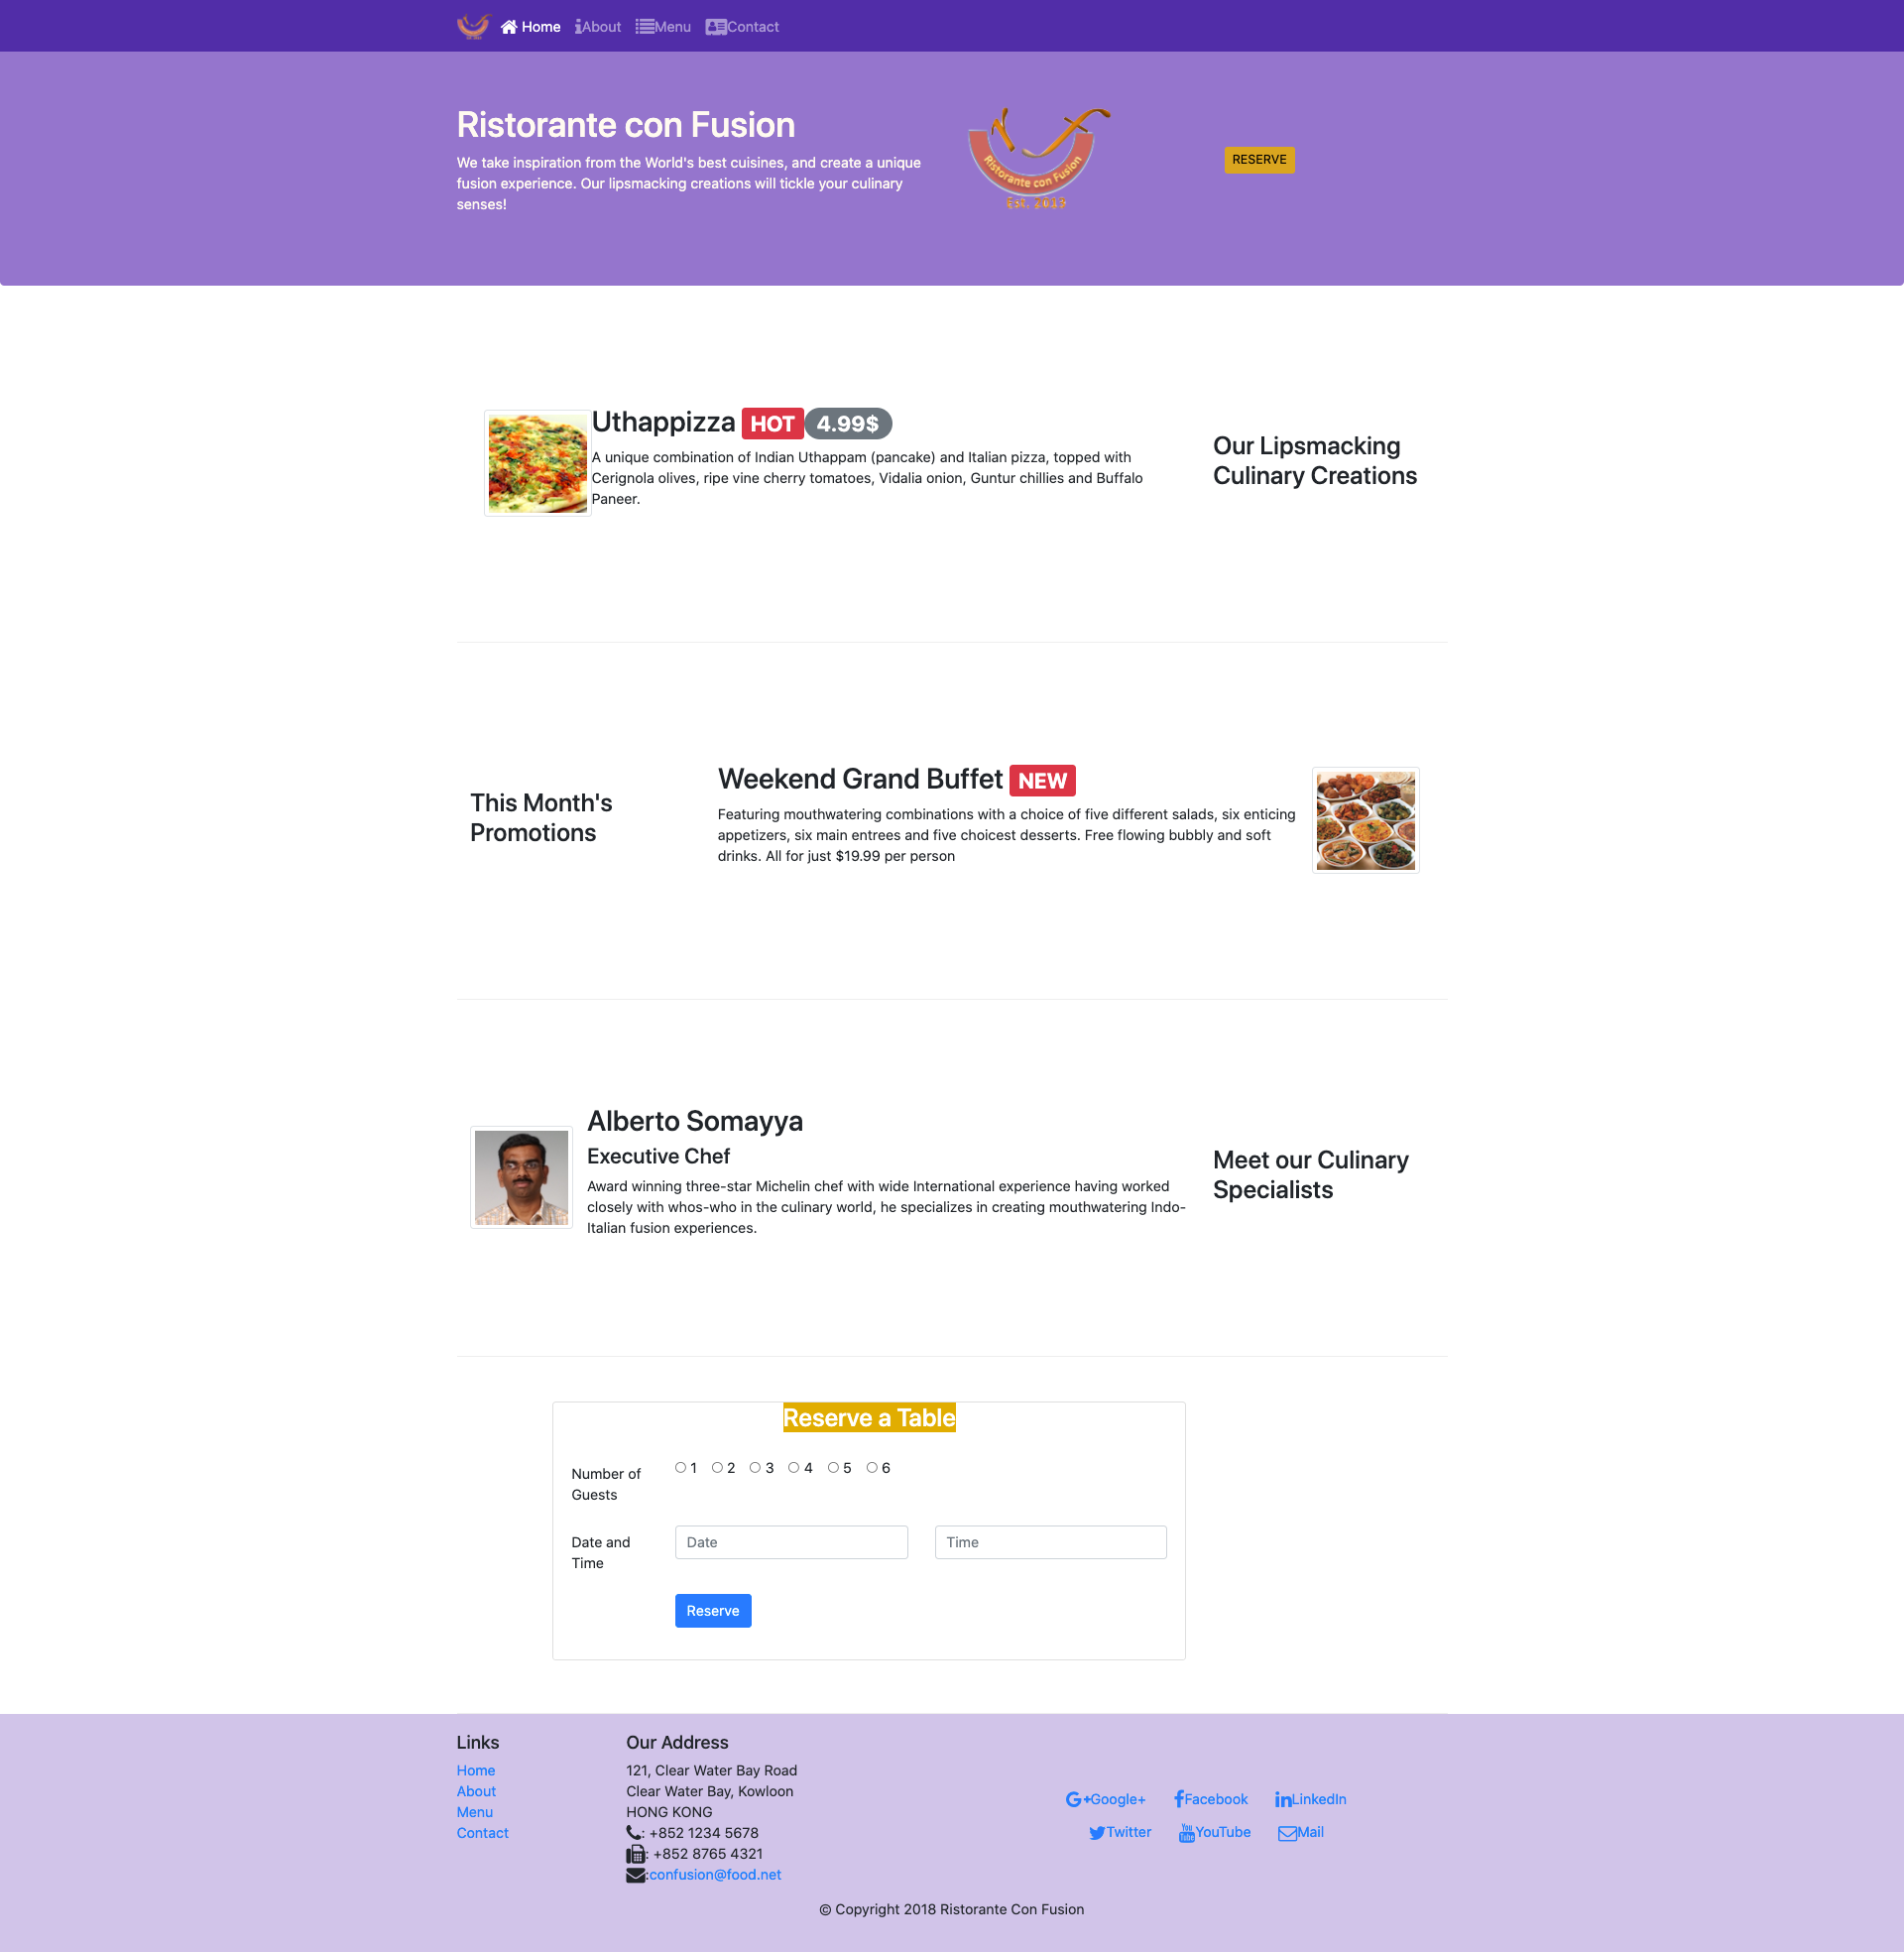 Home About Menu Contact
Ristorante con Fusion
We take inspiration from the World's best cuisines, and create a unique
fusion experience. Our lipsmacking creations will tickle your culinary
senses!
Ristorante con Fusion
Est. 2015
RESERVE
Uthappizza HOT 4.99$
A unique combination of Indian Uthappam (pancake) and Italian pizza, topped with
Cerignola olives, ripe vine cherry tomatoes, Vidalia onion, Guntur chillies and Buffalo
Paneer.
Our Lipsmacking
Culinary Creations
This Month's
Promotions
Weekend Grand Buffet NEW
Featuring mouthwatering combinations with a choice of five different salads, six enticing
appetizers, six main entrees and five choicest desserts. Free flowing bubbly and soft
drinks. All for just $19.99 per person
Alberto Somayya
Executive Chef
Award winning three-star Michelin chef with wide International experience having worked
closely with whos-who in the culinary world, he specializes in creating mouthwatering Indo-
Italian fusion experiences.
Meet our Culinary
Specialists
Reserve a Table
Number of
Guests
1 2 3 4 5 6
Date and
Time
Date
Time
Reserve
Links
Home
About
Menu
Contact
Our Address
121, Clear Water Bay Road
Clear Water Bay, Kowloon
HONG KONG
: +852 1234 5678
: +852 8765 4321
:confusion@food.net
Google+ Facebook LinkedIn
Twitter YouTube Mail
© Copyright 2018 Ristorante Con Fusion